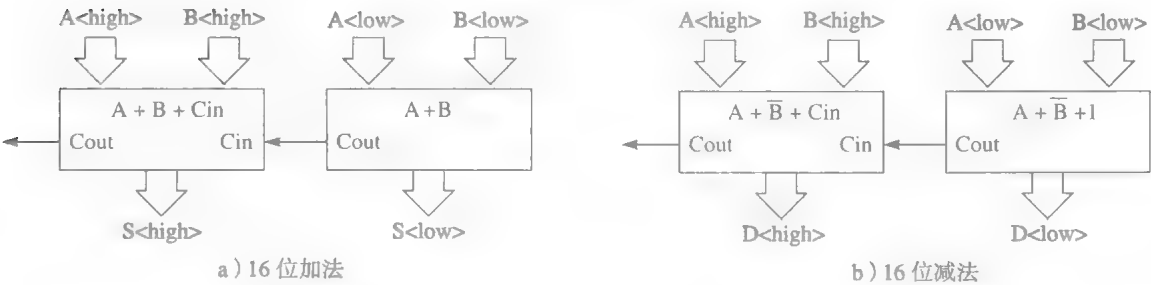 A<high> B<high> A<low> B<low>
A + B + Cin
Cout Cin
A+B
Cout
S<high> S<low>
a）16 位加法
A<high> B<high> A<low> B<low>
A + B̅ + Cin
Cout Cin
A + B̅ +1
Cout
D<high> D<low>
b）16 位减法